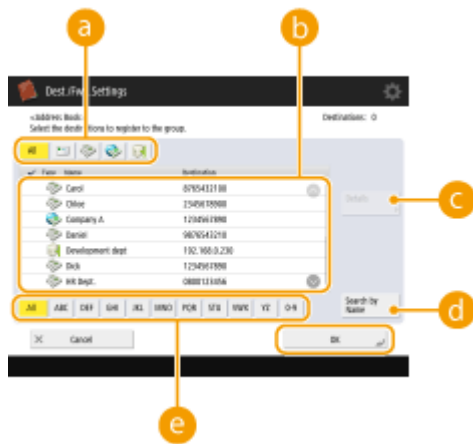 a
b
Dest./Fwd. Settings
<Address Book>
Destinations: 0
Select the destinations to register to the group.
All
✓ Type Name Destination
Carol 8765432100
Chloe 2345678900
Company A 1234567890
Daniel 9876543210
Development dept 192.168.0.230
Dick 1234567890
HR Dept. 0800123456
Details
c
All ABC DEF GHI JKL MNO PQR STU VWX YZ 0-9
Search by
Name
d
× Cancel
OK
e